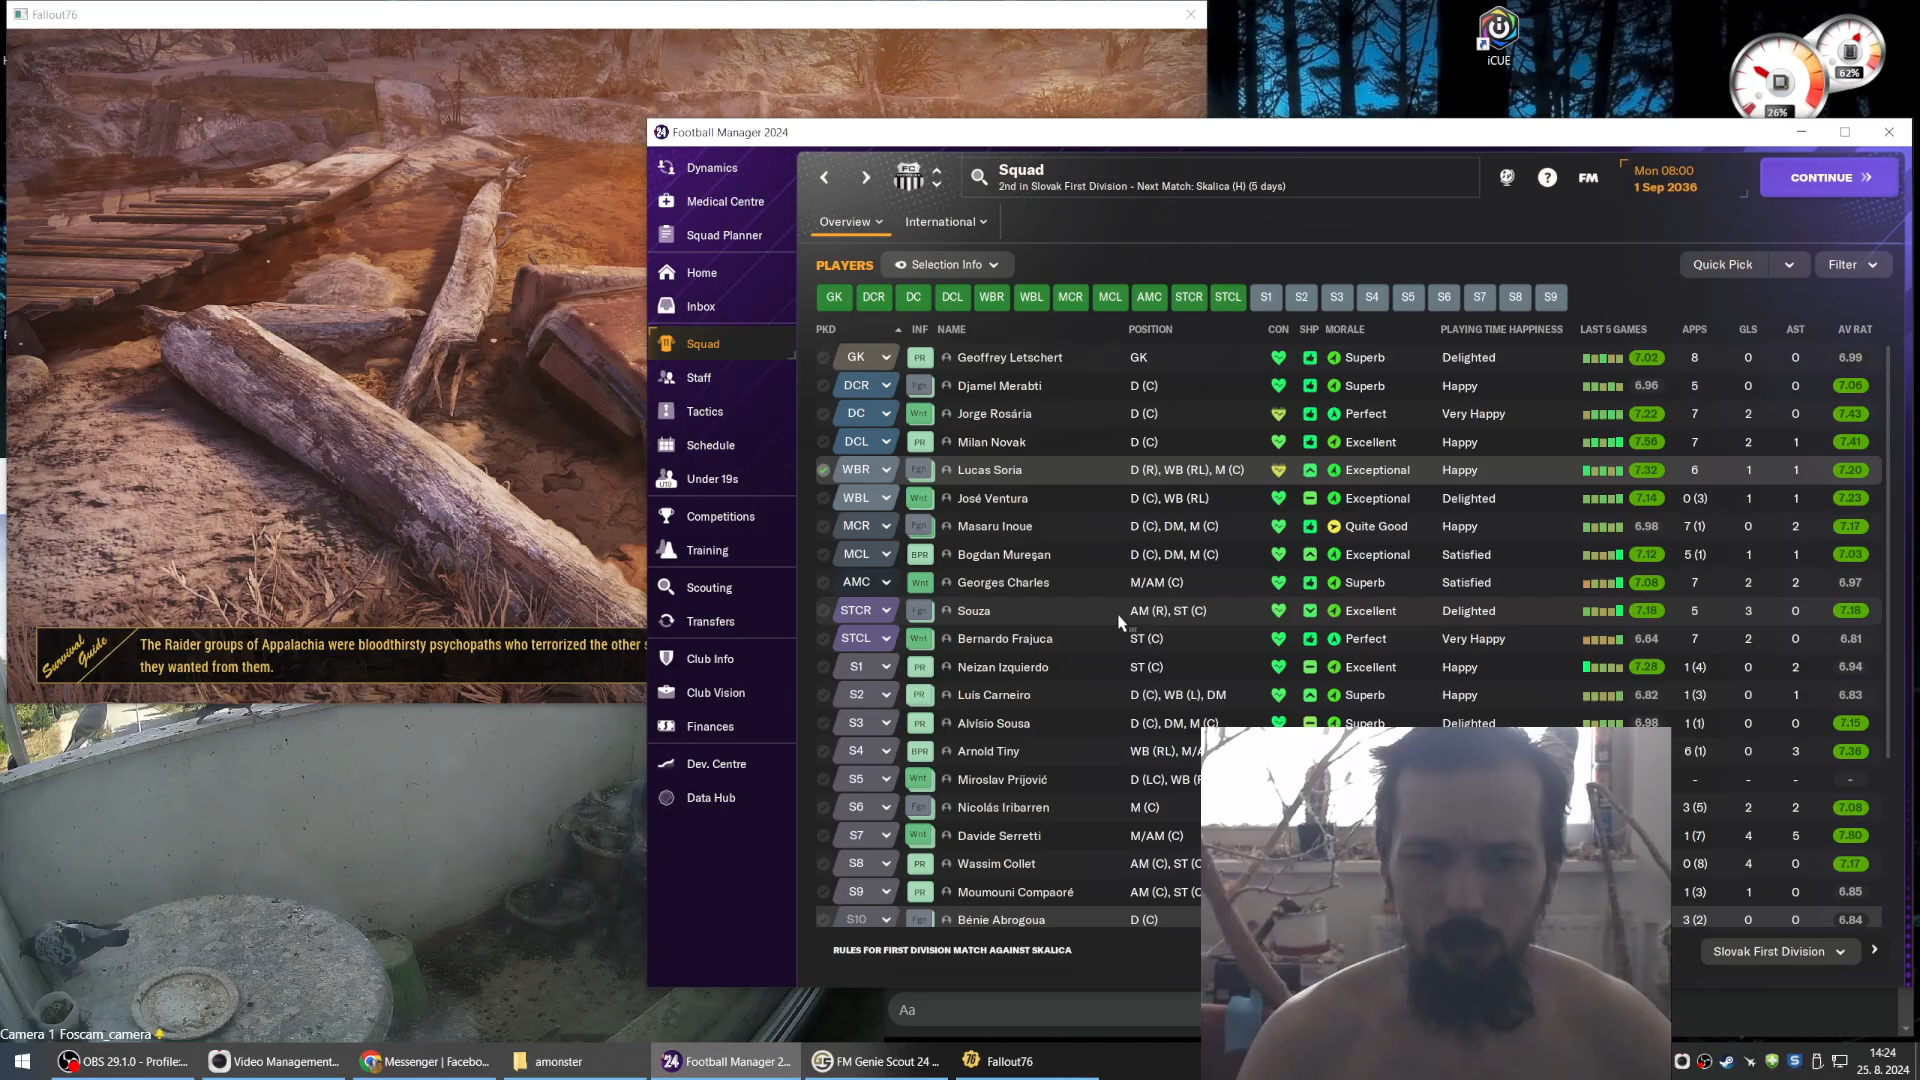 Fallout76
iCUE
62%
26%
Football Manager 2024
Dynamics
Medical Centre
Squad Planner
Home
Inbox
Squad
Staff
Tactics
Schedule
Under 19s
Competitions
Training
Scouting
Transfers
Club Info
Club Vision
Finances
Dev. Centre
Data Hub
Squad
2nd in Slovak First Division - Next Match: Skalica (H) (5 days)
FM
Mon 08:00
1 Sep 2036
CONTINUE
Overview International
PLAYERS Selection Info Quick Pick Filter
GK DCR DC DCL WBR WBL MCR MCL AMC STCR STCL S1 S2 S3 S4 S5 S6 S7 S8 S9
PKD INF NAME POSITION CON SHP MORALE PLAYING TIME HAPPINESS LAST 5 GAMES APPS GLS AST AV RAT
GK PR Geoffrey Letschert GK Superb Delighted 7.02 8 0 0 6.99
DCR Fgn Djamel Merabti D (C) Superb Happy 6.96 5 0 0 7.06
DC Wnt Jorge Rosária D (C) Perfect Very Happy 7.22 7 2 0 7.43
DCL PR Milan Novak D (C) Excellent Happy 7.56 7 2 1 7.41
WBR Fgn Lucas Soria D (R), WB (RL), M (C) Exceptional Happy 7.32 6 1 1 7.20
WBL Wnt José Ventura D (C), WB (RL) Exceptional Delighted 7.14 0 (3) 1 1 7.23
MCR Fgn Masaru Inoue D (C), DM, M (C) Quite Good Happy 6.98 7 (1) 0 2 7.17
MCL BPR Bogdan Mureşan D (C), DM, M (C) Exceptional Satisfied 7.12 5 (1) 1 1 7.03
AMC Wnt Georges Charles M/AM (C) Superb Satisfied 7.08 7 2 2 6.97
STCR Fgn Souza AM (R), ST (C) Excellent Delighted 7.18 5 3 0 7.18
STCL Wnt Bernardo Frajuca ST (C) Perfect Very Happy 6.64 7 2 0 6.81
S1 PR Neizan Izquierdo ST (C) Excellent Happy 7.28 1 (4) 0 2 6.94
S2 PR Luís Carneiro D (C), WB (L), DM Superb Happy 6.82 1 (3) 0 1 6.83
S3 PR Alvísio Sousa D (C), DM, M (C) Superb Delighted 6.98 1 (1) 0 0 7.15
S4 BPR Arnold Tiny WB (RL), M/A 6 (1) 0 3 7.36
S5 Wnt Miroslav Prijović D (LC), WB - - - -
S6 Fgn Nicolás Iribarren M (C) 3 (5) 2 2 7.08
S7 Wnt Davide Serretti M/AM (C) 1 (7) 4 5 7.80
S8 PR Wassim Collet AM (C), ST (C 0 (8) 4 0 7.17
S9 PR Moumouni Compaoré AM (C), ST (C 1 (3) 1 0 6.85
S10 Fgn Bénie Abrogoua D (C) 3 (2) 0 0 6.84
RULES FOR FIRST DIVISION MATCH AGAINST SKALICA
Slovak First Division
Survival Guide
The Raider groups of Appalachia were bloodthirsty psychopaths who terrorized the other
they wanted from them.
Aa
Camera 1 Foscam_camera
OBS 29.1.0 - Profile:... Video Management... Messenger | Facebo... amonster Football Manager 2... FM Genie Scout 24 ... Fallout76
14:24
25. 8. 2024